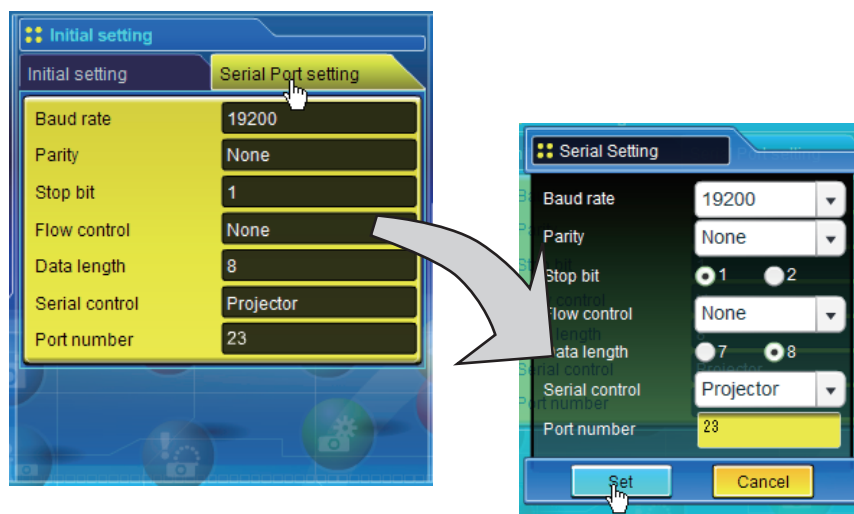 Initial setting
Initial setting Serial Port setting
Baud rate 19200
Parity None
Stop bit 1
Flow control None
Data length 8
Serial control Projector
Port number 23
Serial Setting
Baud rate 19200
Parity None
Stop bit 1 2
Flow control None
Data length 7 8
Serial control Projector
Port number 23
Set Cancel